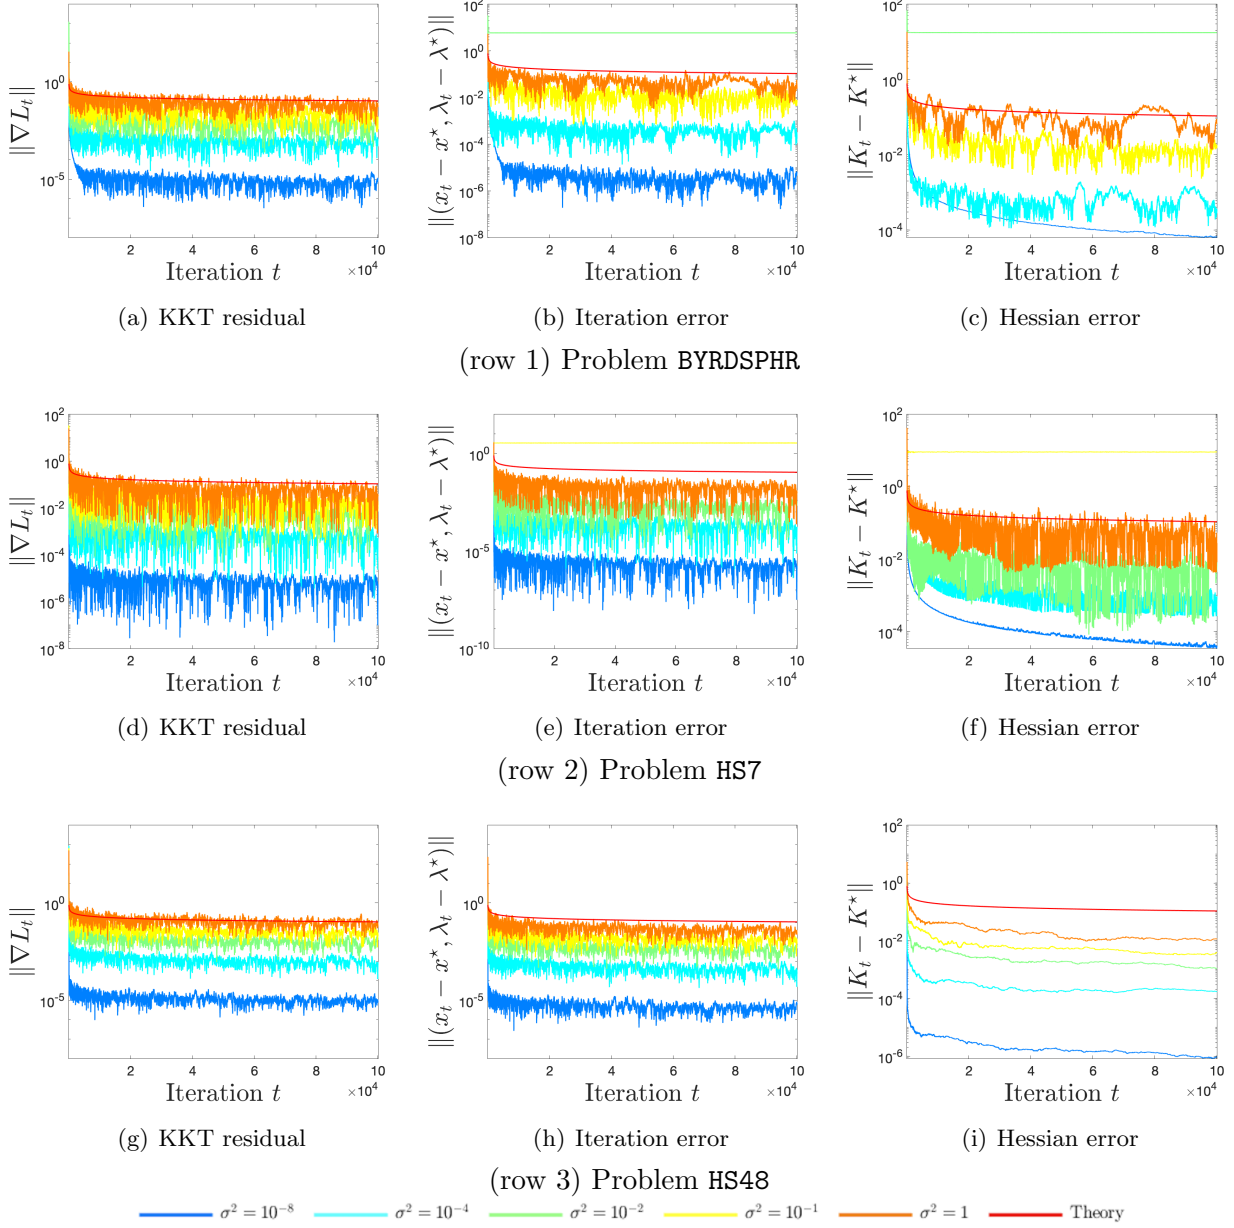 10^0
10^-5
‖∇L_t‖
2 4 6 8 10
×10^4
Iteration t
(a) KKT residual
10^2
10^0
10^-2
10^-4
10^-6
10^-8
‖(x_t − x^⋆, λ_t − λ^⋆)‖
2 4 6 8 10
×10^4
Iteration t
(b) Iteration error
10^2
10^0
10^-2
10^-4
‖K_t − K^⋆‖
2 4 6 8 10
×10^4
Iteration t
(c) Hessian error
(row 1) Problem BYRDSPHR
10^2
10^0
10^-2
10^-4
10^-6
10^-8
‖∇L_t‖
2 4 6 8 10
×10^4
Iteration t
(d) KKT residual
10^0
10^-5
10^-10
‖(x_t − x^⋆, λ_t − λ^⋆)‖
2 4 6 8 10
×10^4
Iteration t
(e) Iteration error
10^2
10^0
10^-2
10^-4
‖K_t − K^⋆‖
2 4 6 8 10
×10^4
Iteration t
(f) Hessian error
(row 2) Problem HS7
10^0
10^-5
‖∇L_t‖
2 4 6 8 10
×10^4
Iteration t
(g) KKT residual
10^0
10^-5
‖(x_t − x^⋆, λ_t − λ^⋆)‖
2 4 6 8 10
×10^4
Iteration t
(h) Iteration error
10^2
10^0
10^-2
10^-4
10^-6
‖K_t − K^⋆‖
2 4 6 8 10
×10^4
Iteration t
(i) Hessian error
(row 3) Problem HS48
σ² = 10^-8 σ² = 10^-4 σ² = 10^-2 σ² = 10^-1 σ² = 1 Theory